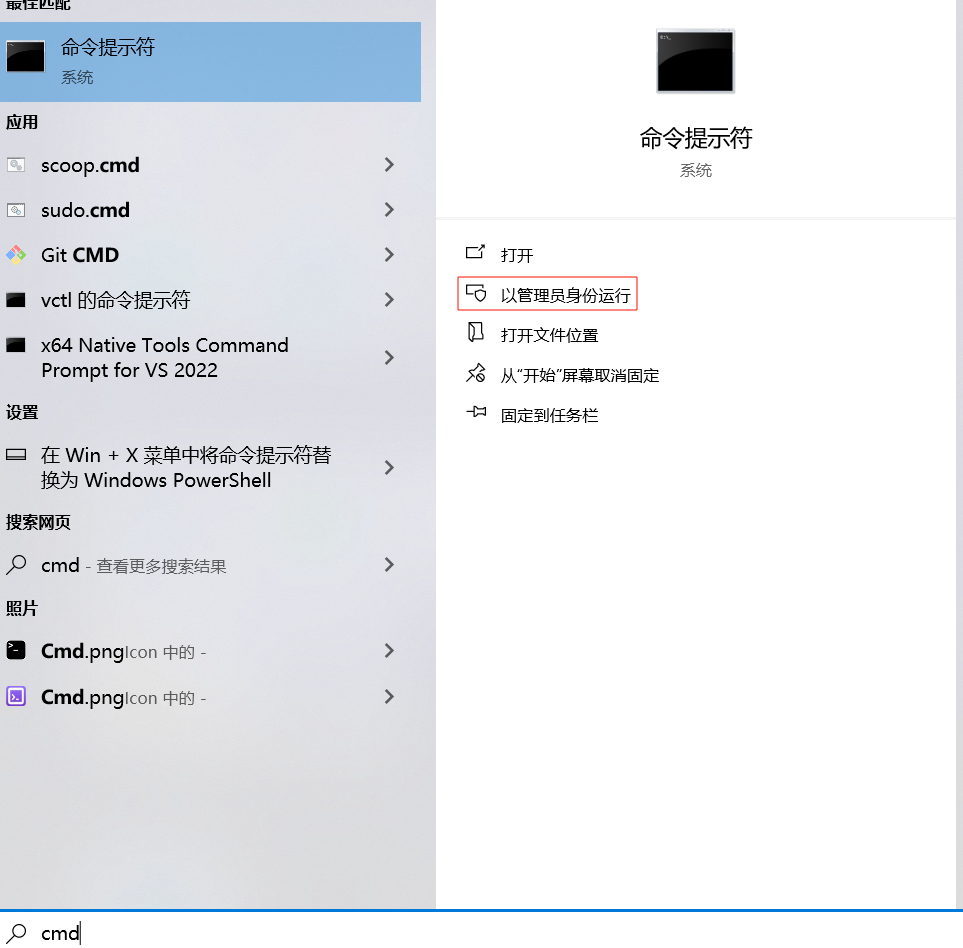 最佳匹配
命令提示符
系统
应用
scoop.cmd
sudo.cmd
Git CMD
vctl 的命令提示符
x64 Native Tools Command
Prompt for VS 2022
设置
在 Win + X 菜单中将命令提示符替
换为 Windows PowerShell
搜索网页
cmd - 查看更多搜索结果
照片
Cmd.pngIcon 中的 -
Cmd.pngIcon 中的 -
命令提示符
系统
打开
以管理员身份运行
打开文件位置
从“开始”屏幕取消固定
固定到任务栏
cmd